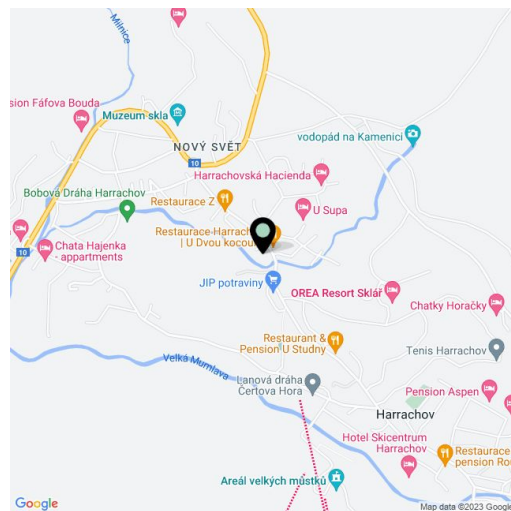 Milnice
sion Fáfova Bouda
Muzeum skla
NOVÝ SVĚT
vodopád na Kamenici
10
Harrachovská Hacienda
Bobová Dráha Harrachov
Restaurace Z
U Supa
Restaurace-Harrach
| U Dvou kocou
10
Chata Hajenka
- appartments
JIP potraviny
OREA Resort Sklář
Chatky Horačky
Restaurant &
Pension U Studny
Tenis Harrachov
Velká Mumlava
Lanová dráha
Čertova Hora
Pension Aspen
Harrachov
Hotel Skicentrum
Harrachov
Restaurace
pension Rou
Areál velkých můstků
Google
Map data ©2023 Google